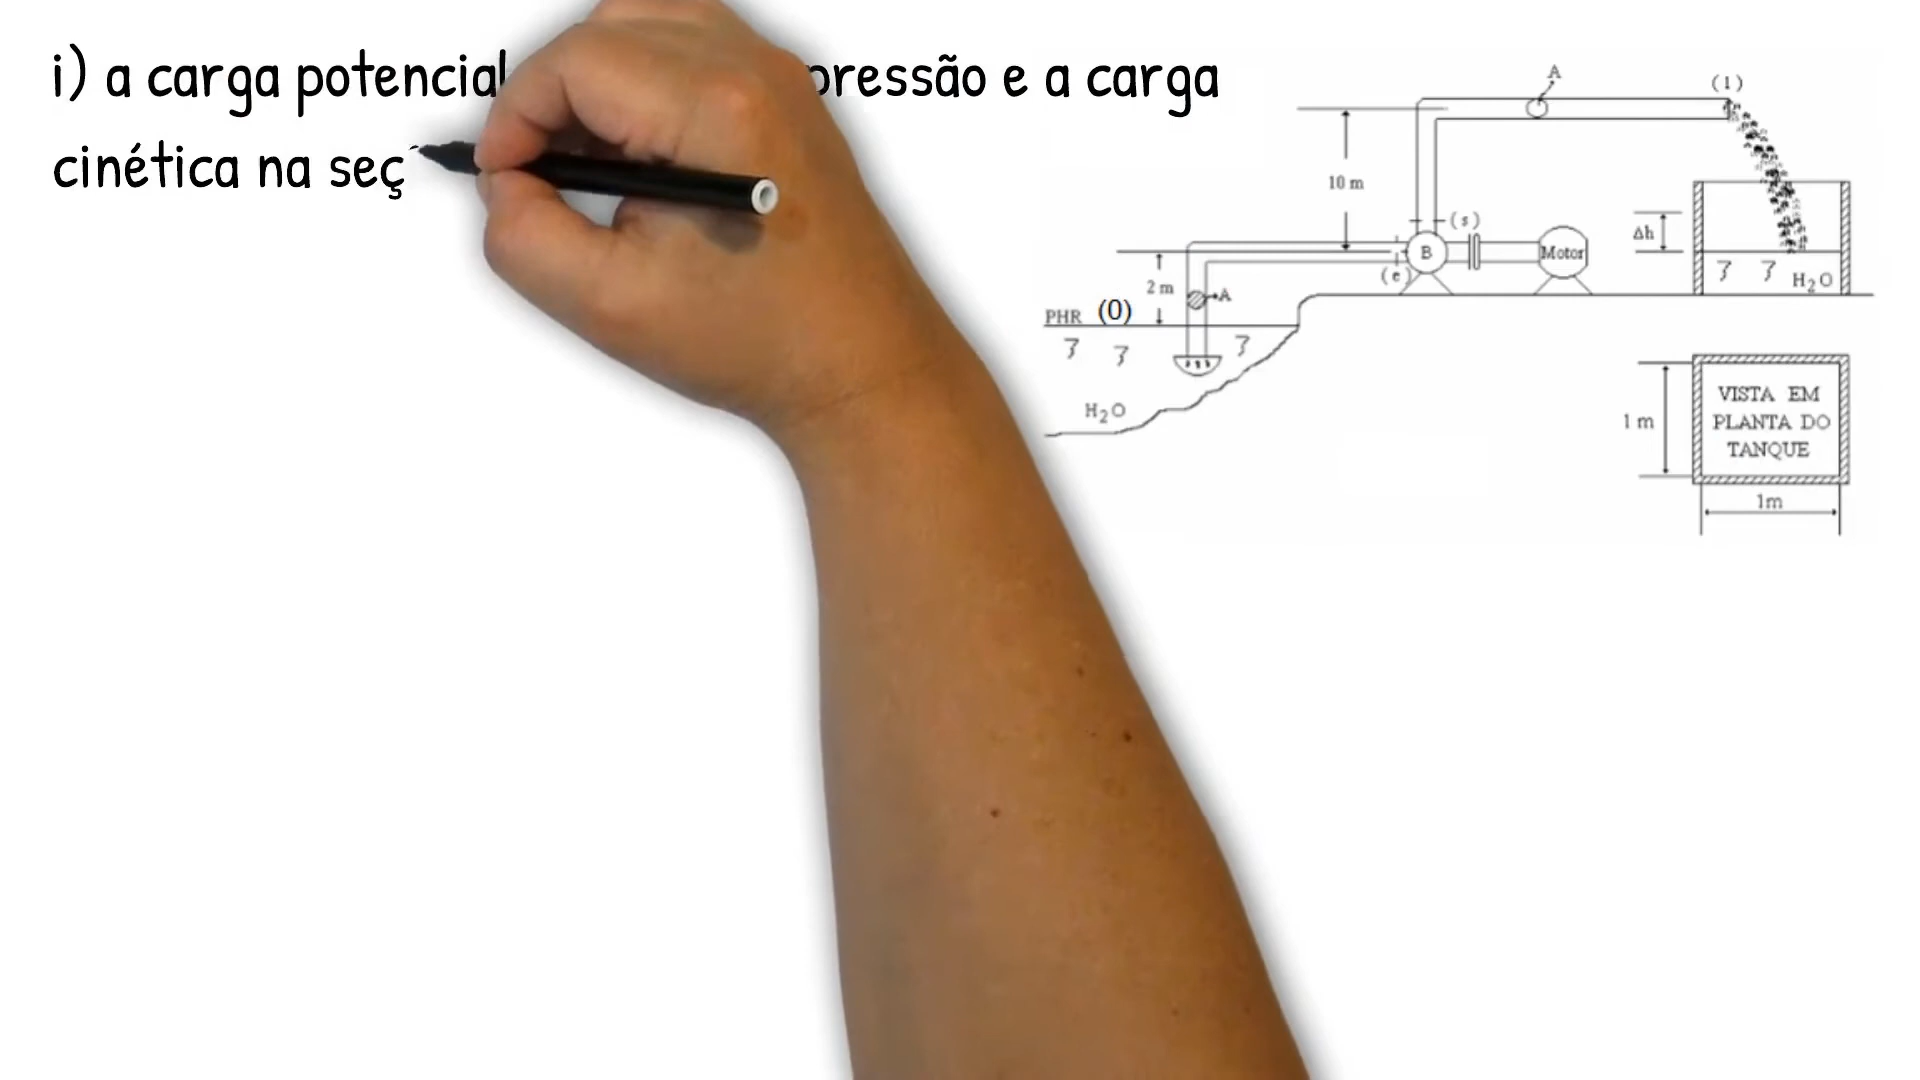 i) a carga potencial pressão e a carga
cinética na seç
A
(1)
10 m
(s)
Δh
B
Motor
(e)
2 m
A
PHR (0)
H₂O
H₂O
VISTA EM
PLANTA DO
TANQUE
1 m
1m